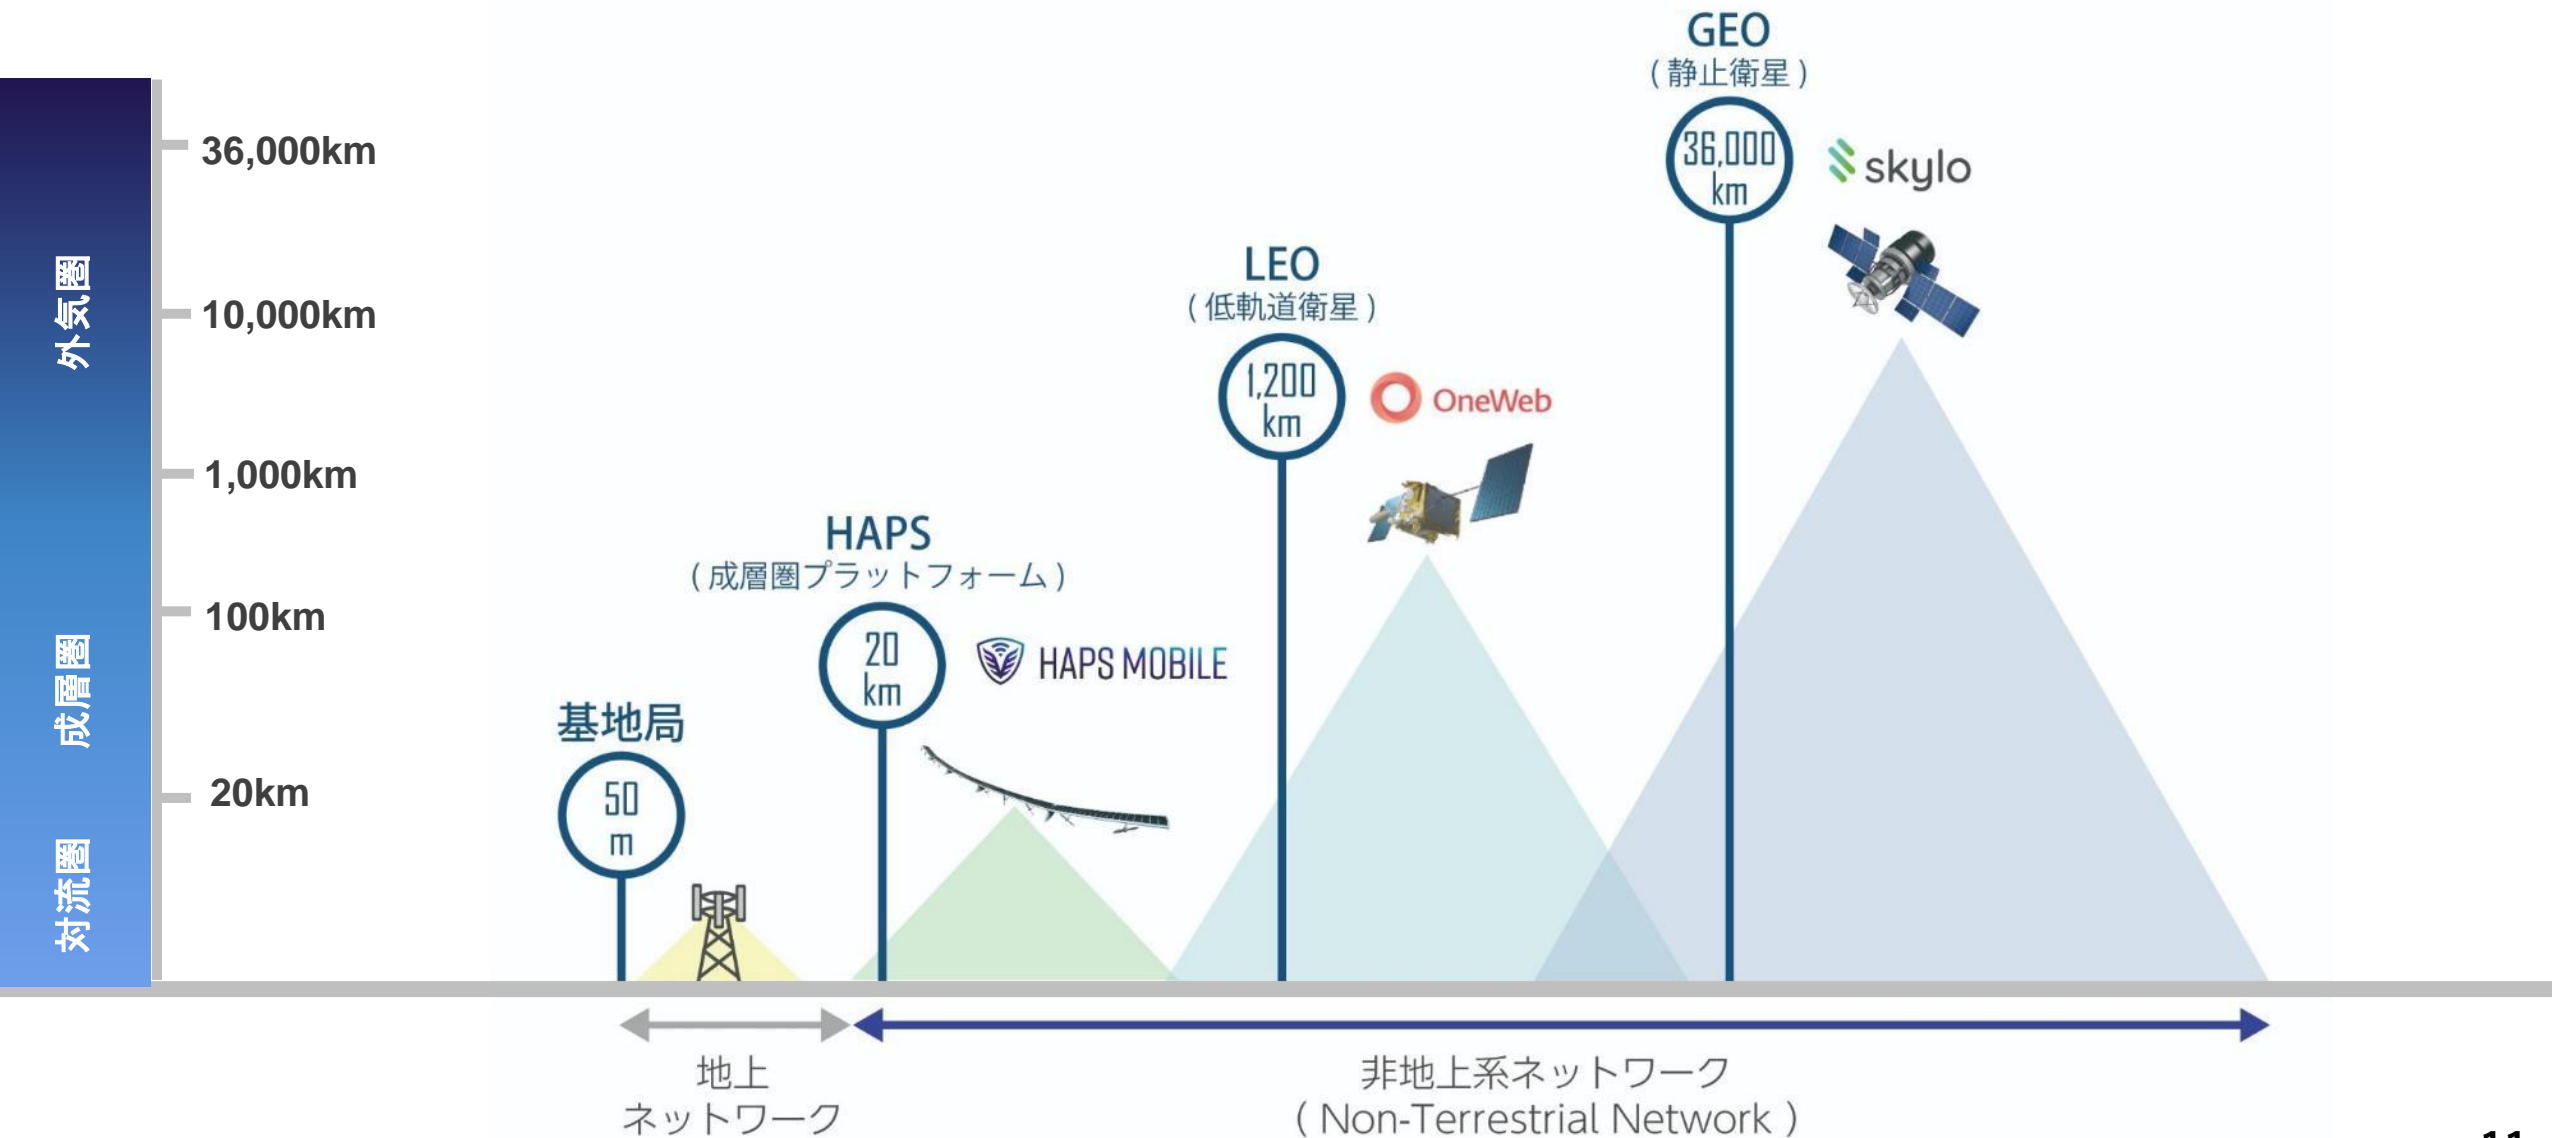 外気圏
成層圏
対流圏
36,000km
10,000km
1,000km
100km
20km
基地局
50
m
HAPS
(成層圏プラットフォーム)
20
km
HAPS MOBILE
LEO
(低軌道衛星)
1,200
km
OneWeb
GEO
(静止衛星)
36,000
km
skylo
地上
ネットワーク
非地上系ネットワーク
( Non-Terrestrial Network )